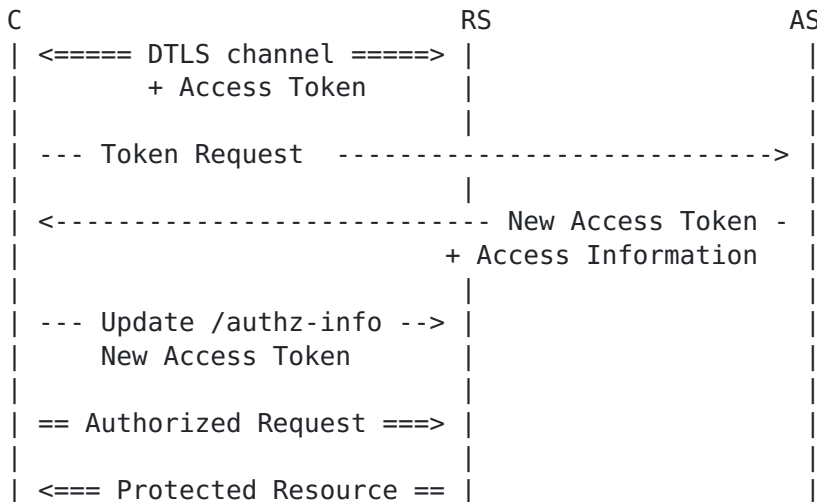 C                           RS                   AS
| <===== DTLS channel =====> |                    |
|        + Access Token      |                    |
|                            |                    |
| --- Token Request  ---------------------------> |
|                            |                    |
| <---------------------------- New Access Token - |
|                           + Access Information  |
|                            |                    |
| --- Update /authz-info --> |                    |
|     New Access Token       |                    |
|                            |                    |
| == Authorized Request ===> |                    |
|                            |                    |
| <=== Protected Resource == |                    |